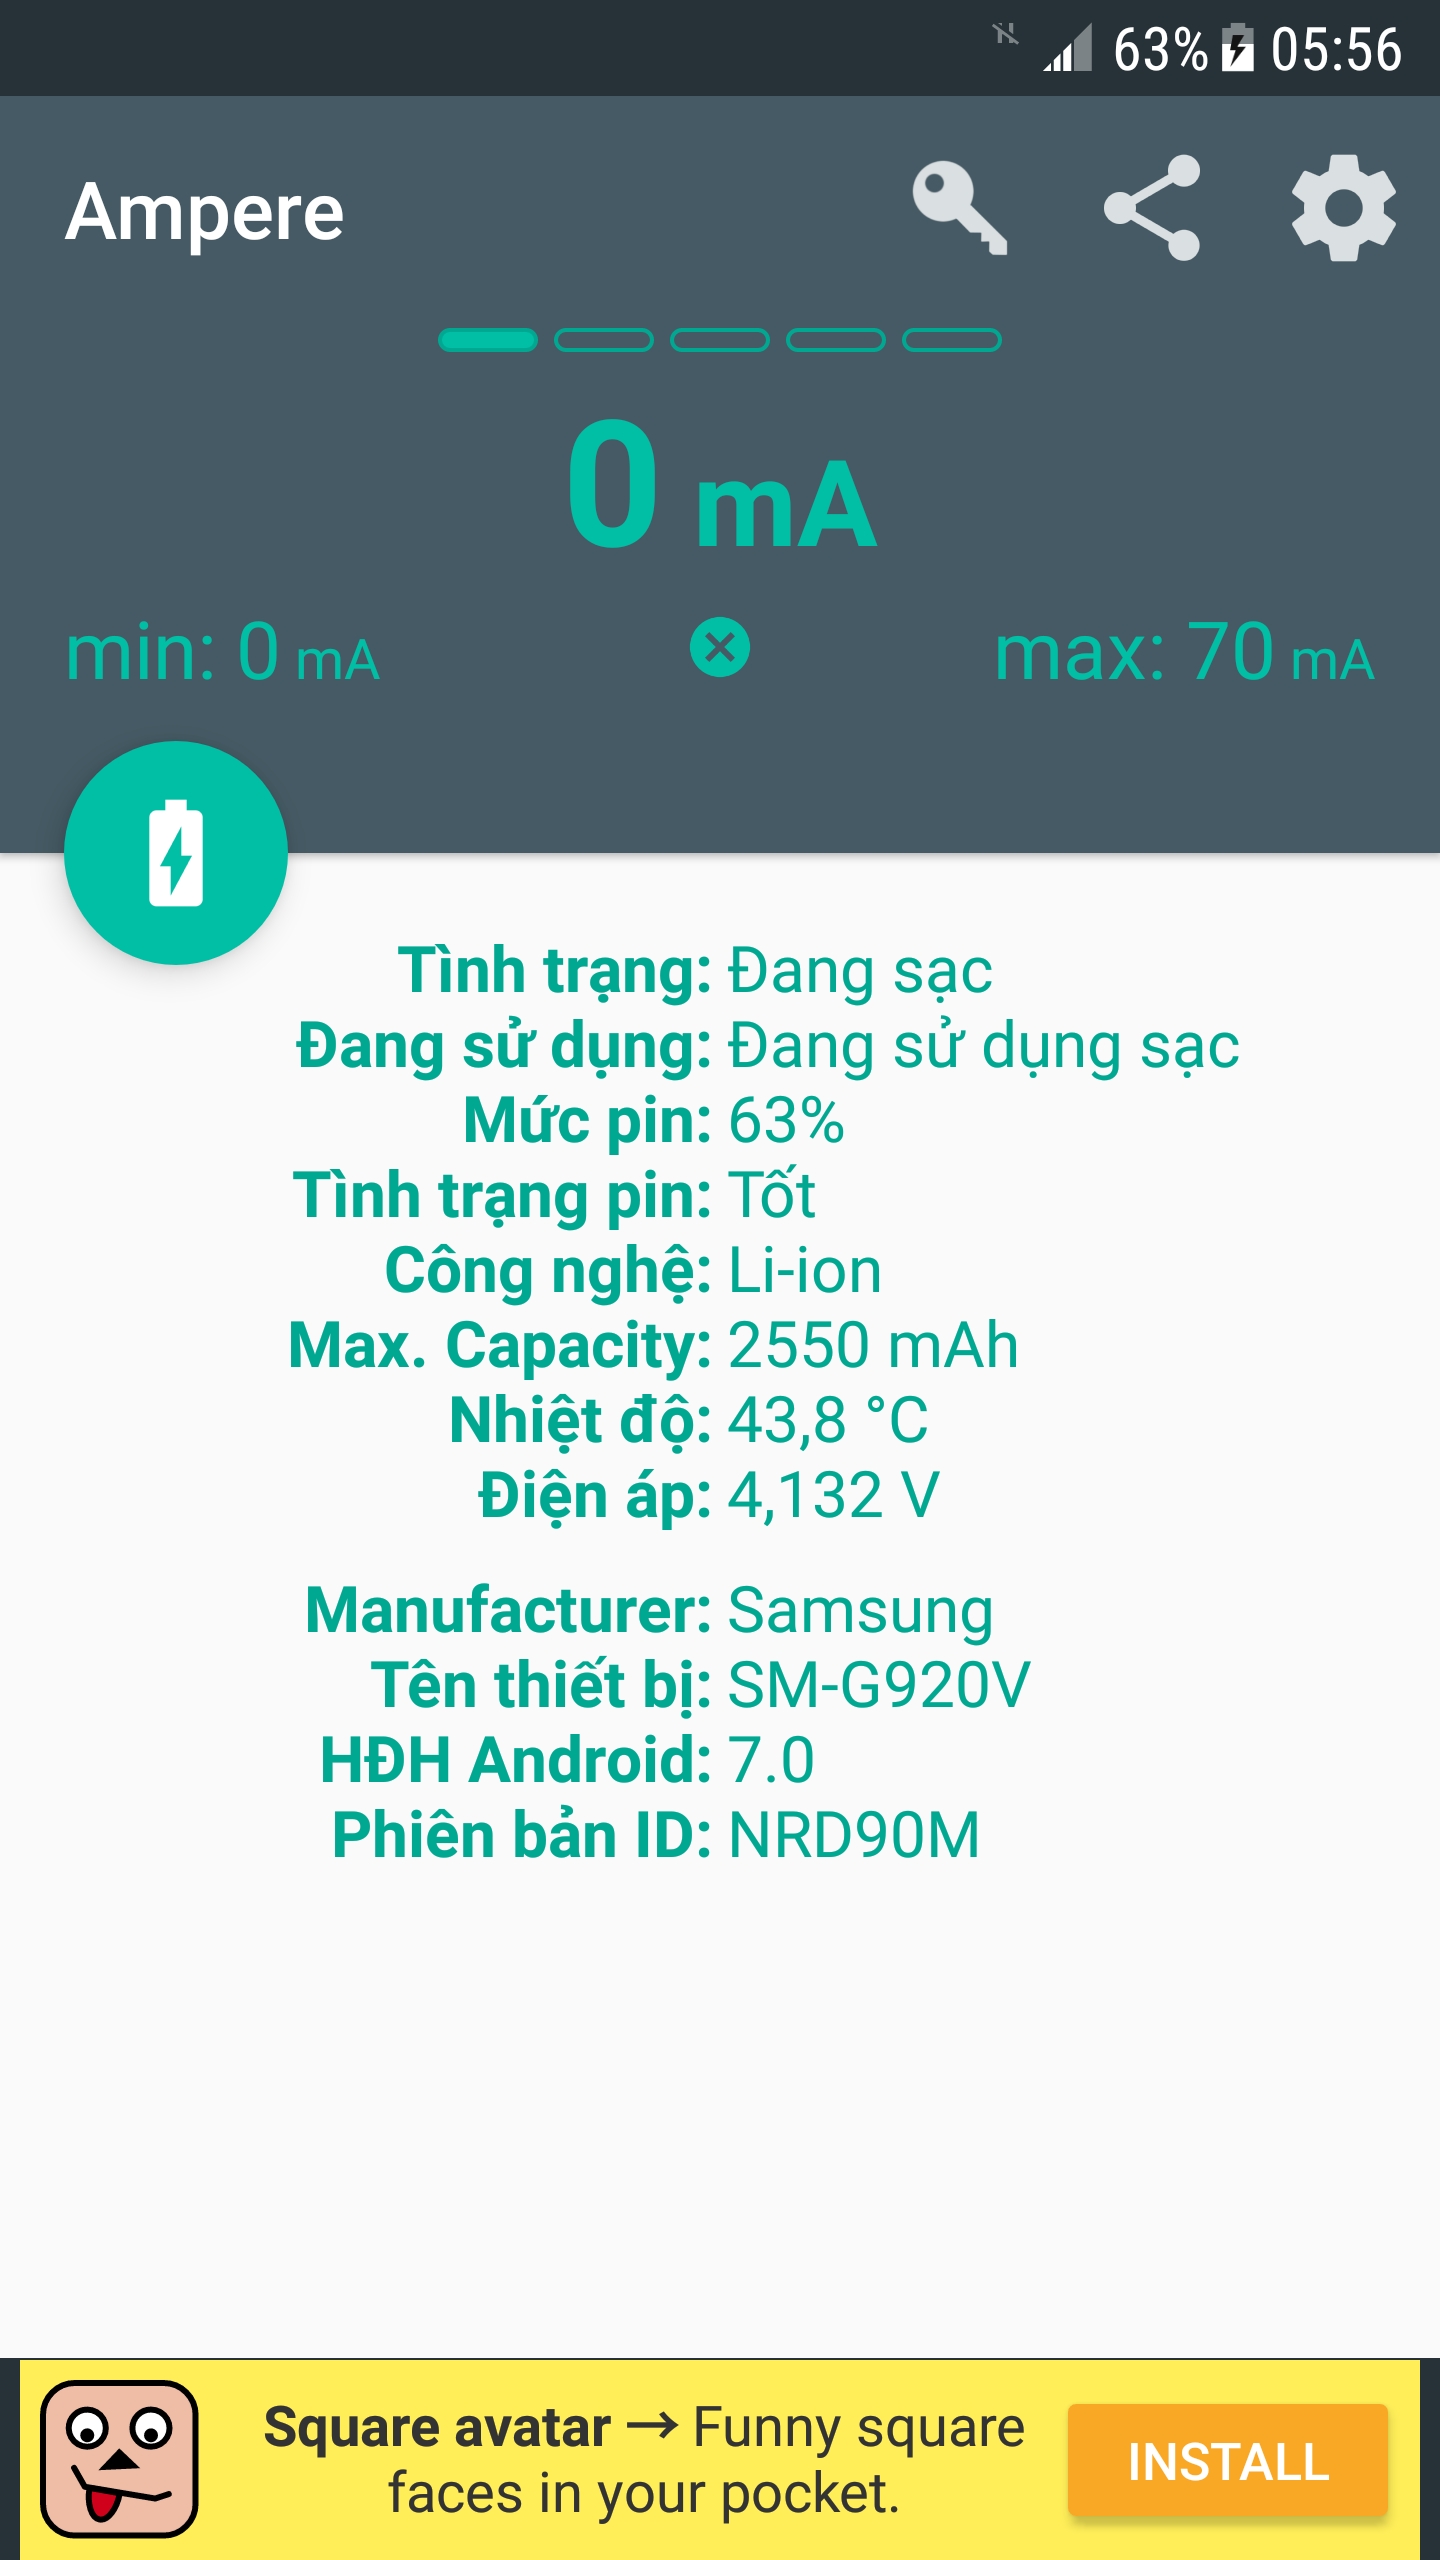 63% 05:56
Ampere
0 mA
min: 0 mA max: 70 mA
Tình trạng: Đang sạc
Đang sử dụng: Đang sử dụng sạc
Mức pin: 63%
Tình trạng pin: Tốt
Công nghệ: Li-ion
Max. Capacity: 2550 mAh
Nhiệt độ: 43,8 °C
Điện áp: 4,132 V
Manufacturer: Samsung
Tên thiết bị: SM-G920V
HĐH Android: 7.0
Phiên bản ID: NRD90M
Square avatar → Funny square
faces in your pocket.
INSTALL